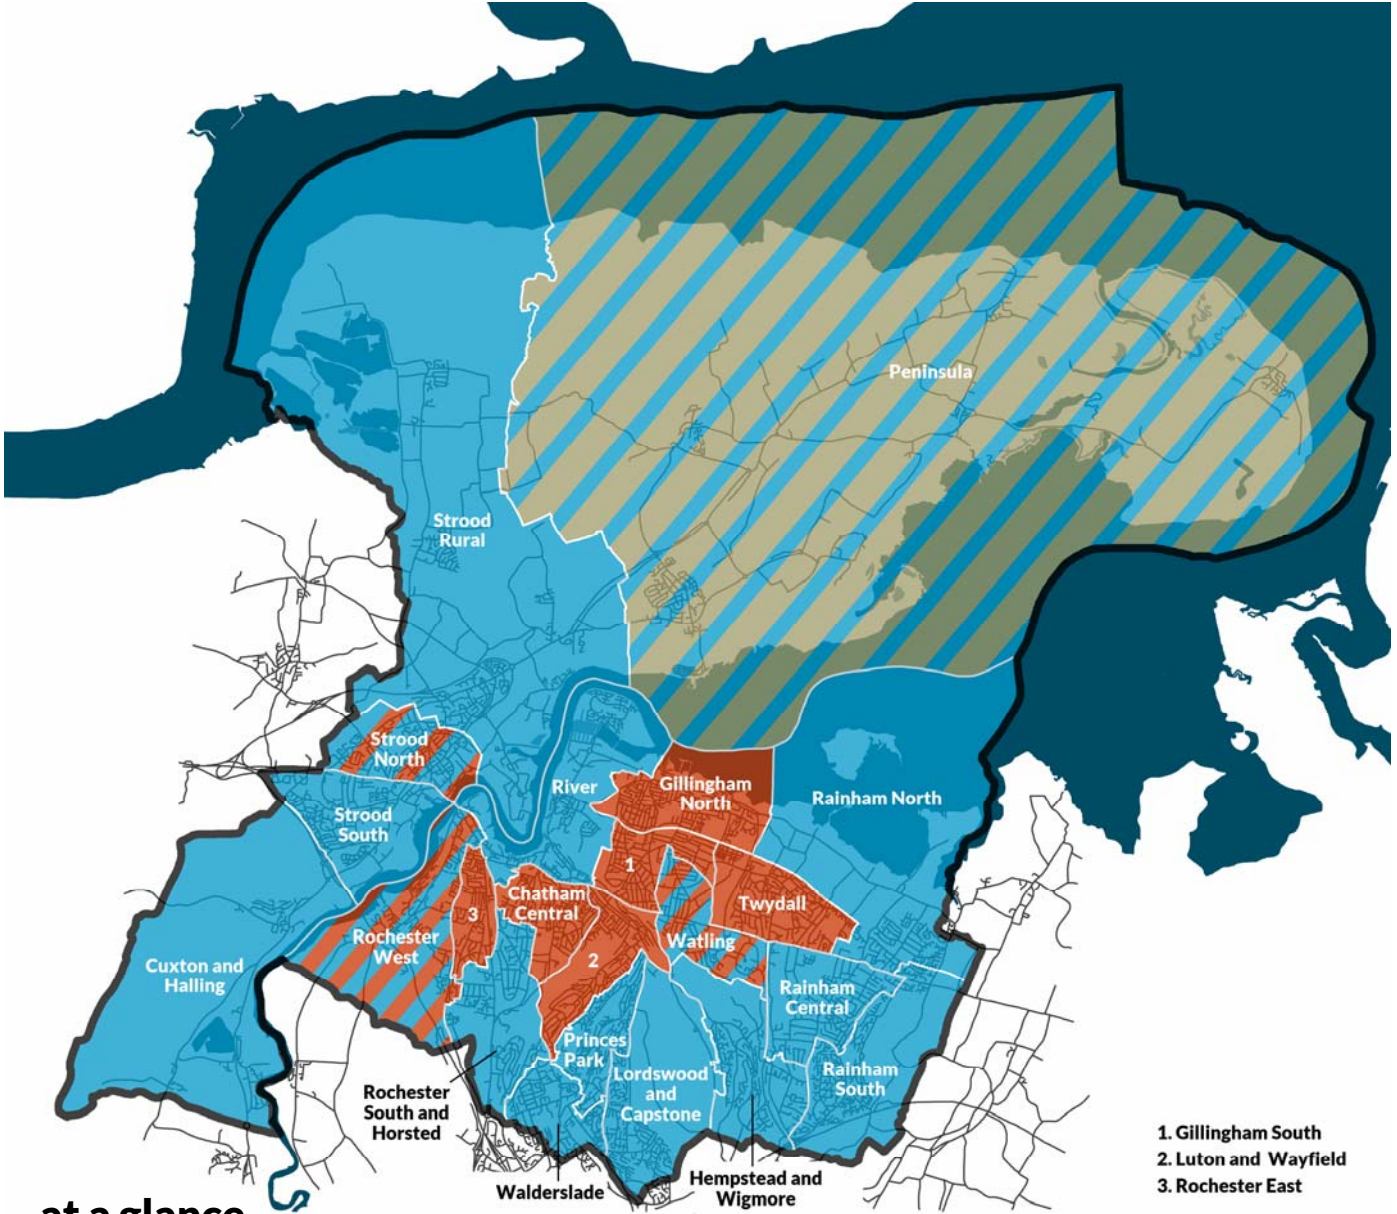 Peninsula
Strood
Rural
Strood
North
River
Gillingham
North
Rainham North
Strood
South
1
Chatham
Central
Twydall
3
Rochester
West
Watling
2
Cuxton and
Halling
Rainham
Central
Princes
Park
Lordswood
and
Capstone
Rainham
South
Rochester
South and
Horsted
Walderslade
Hempstead and
Wigmore
1. Gillingham South
2. Luton and Wayfield
3. Rochester East
at a glance